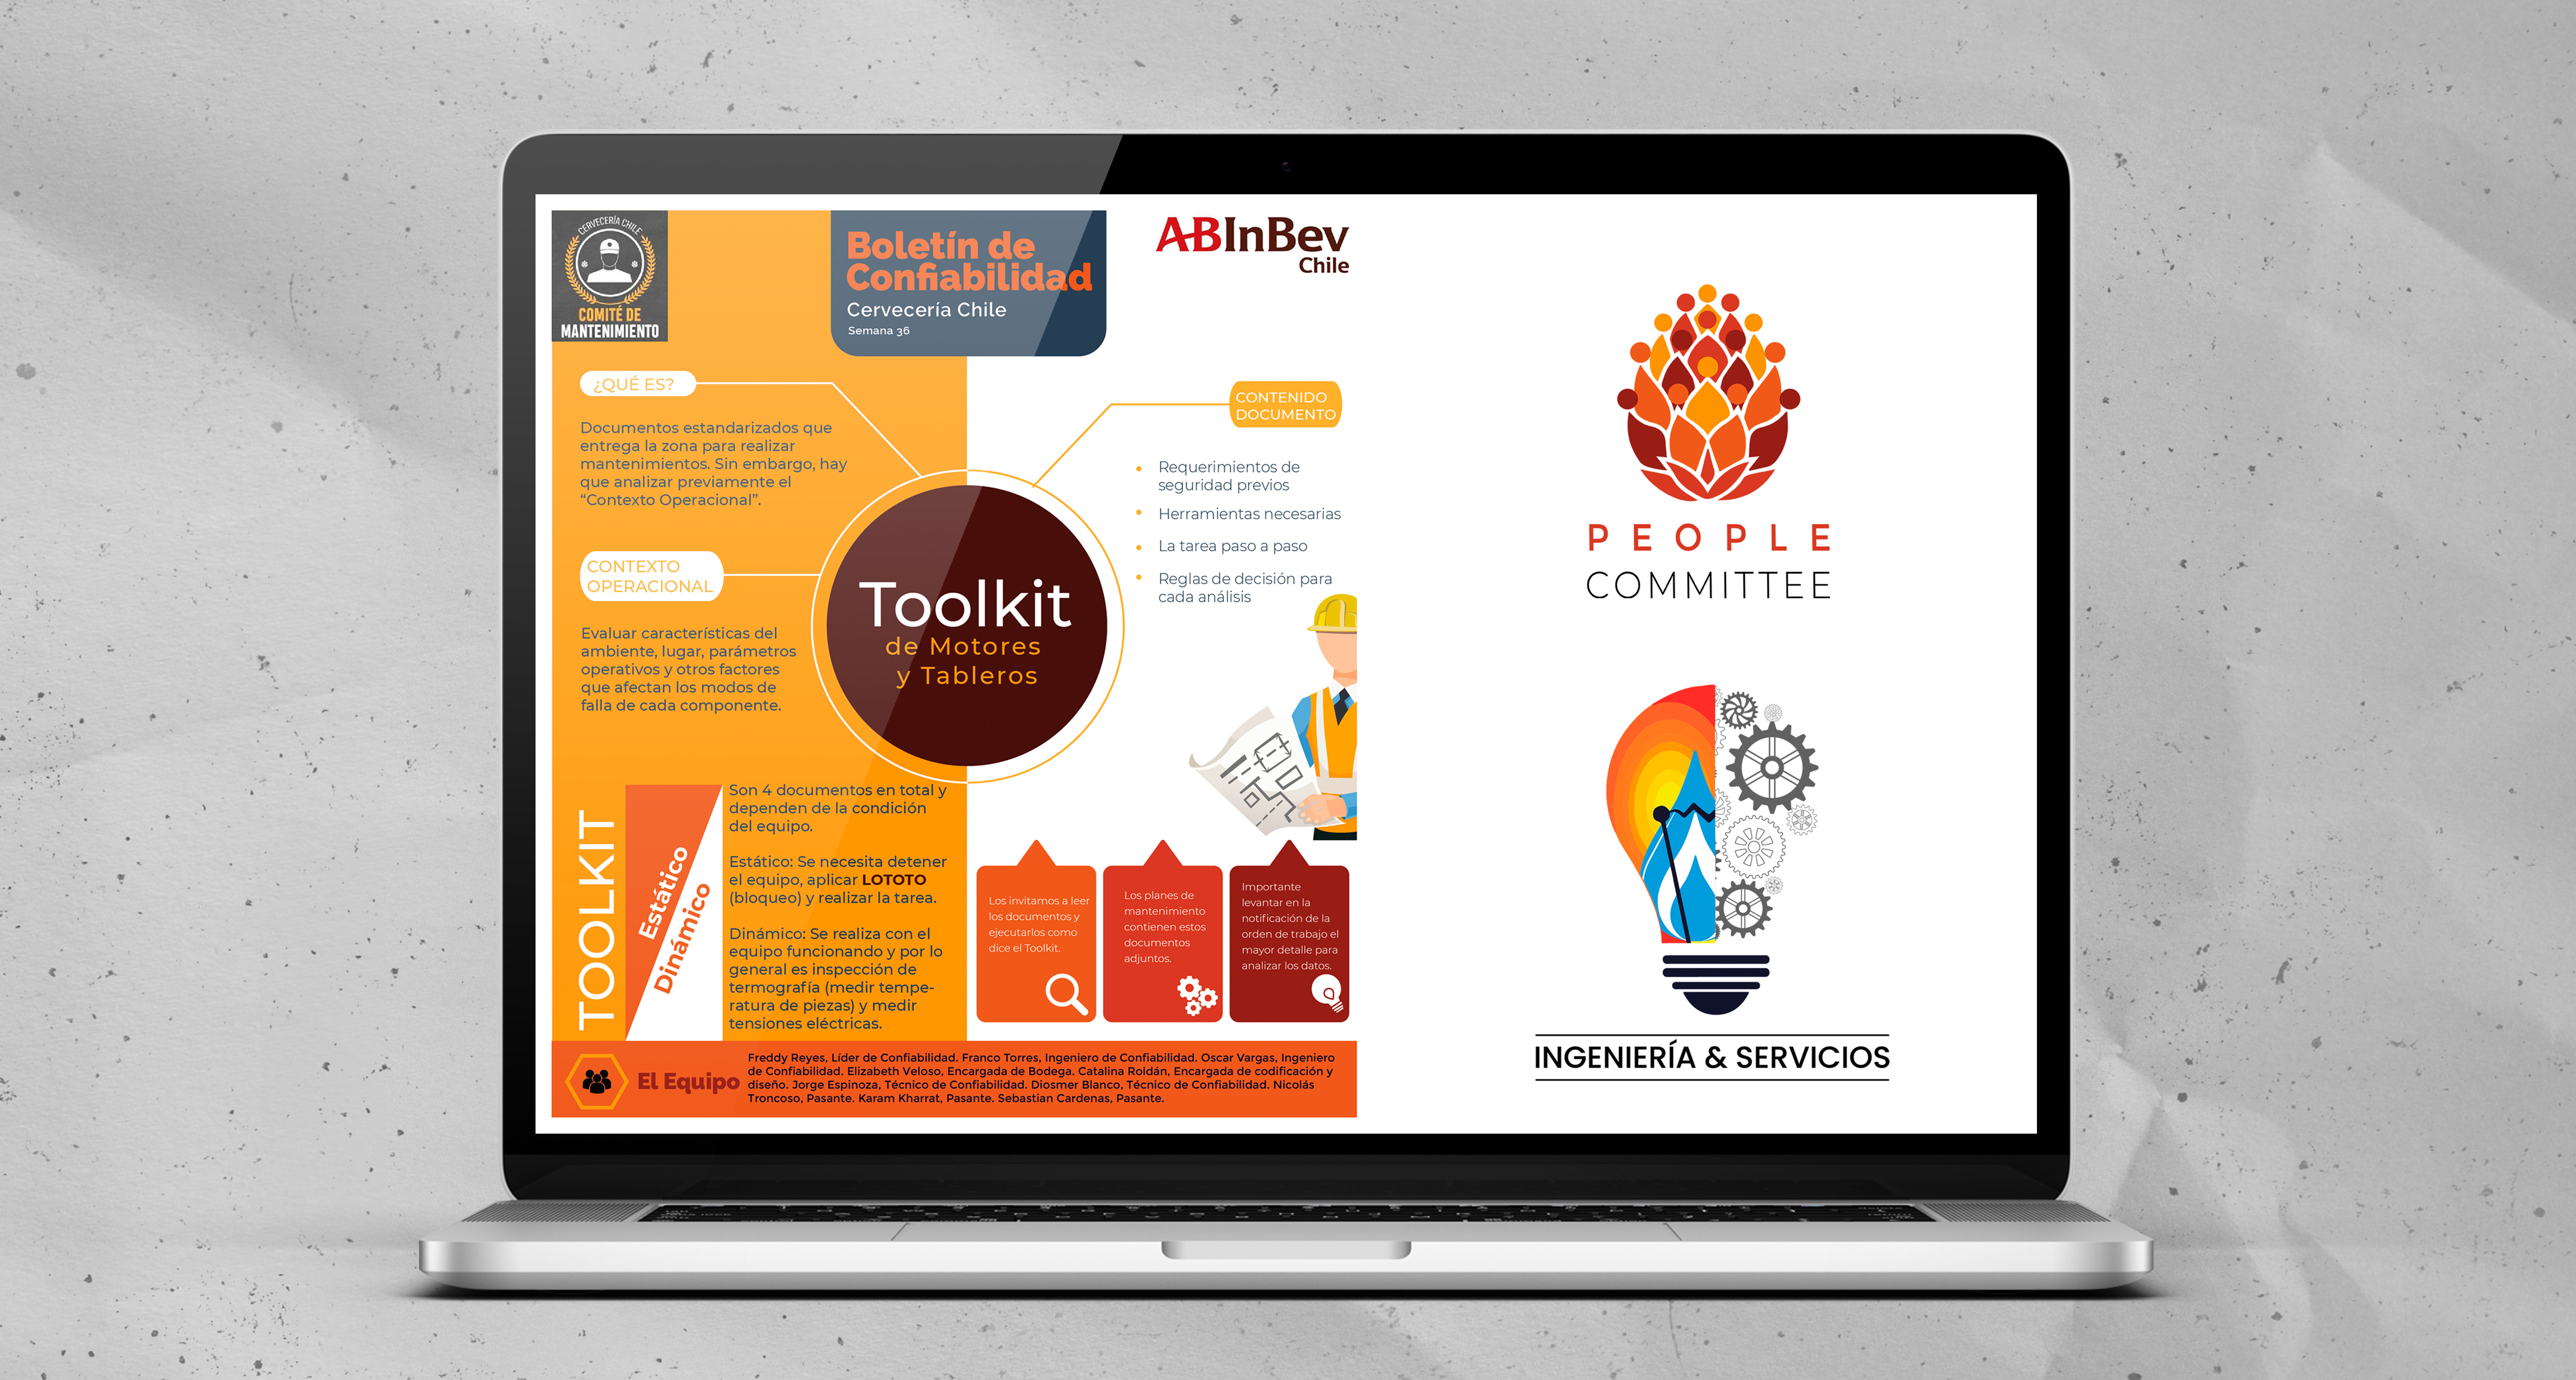 CERVECERÍA CHILE
COMITÉ DE
MANTENIMIENTO
Boletín de
Confiabilidad
Cervecería Chile
Semana 36
ABInBev
Chile
¿QUÉ ES?
Documentos estandarizados que
entrega la zona para realizar
mantenimientos. Sin embargo, hay
que analizar previamente el
“Contexto Operacional”.
CONTEXTO
OPERACIONAL
Evaluar características del
ambiente, lugar, parámetros
operativos y otros factores
que afectan los modos de
falla de cada componente.
Toolkit
de Motores
y Tableros
CONTENIDO
DOCUMENTO
Requerimientos de
seguridad previos
Herramientas necesarias
La tarea paso a paso
Reglas de decisión para
cada análisis
TOOLKIT
Estático
Dinámico
Son 4 documentos en total y
dependen de la condición
del equipo.
Estático: Se necesita detener
el equipo, aplicar LOTOTO
(bloqueo) y realizar la tarea.
Dinámico: Se realiza con el
equipo funcionando y por lo
general es inspección de
termografía (medir tempe-
ratura de piezas) y medir
tensiones eléctricas.
Los invitamos a leer
los documentos y
ejecutarlos como
dice el Toolkit.
Los planes de
mantenimiento
contienen estos
documentos
adjuntos.
Importante
levantar en la
notificación de la
orden de trabajo el
mayor detalle para
analizar los datos.
El Equipo
Freddy Reyes, Líder de Confiabilidad. Franco Torres, Ingeniero de Confiabilidad. Oscar Vargas, Ingeniero
de Confiabilidad. Elizabeth Veloso, Encargada de Bodega. Catalina Roldán, Encargada de codificación y
diseño. Jorge Espinoza, Técnico de Confiabilidad. Diosmer Blanco, Técnico de Confiabilidad. Nicolás
Troncoso, Pasante. Karam Kharrat, Pasante. Sebastian Cardenas, Pasante.
PEOPLE
COMMITTEE
INGENIERÍA & SERVICIOS